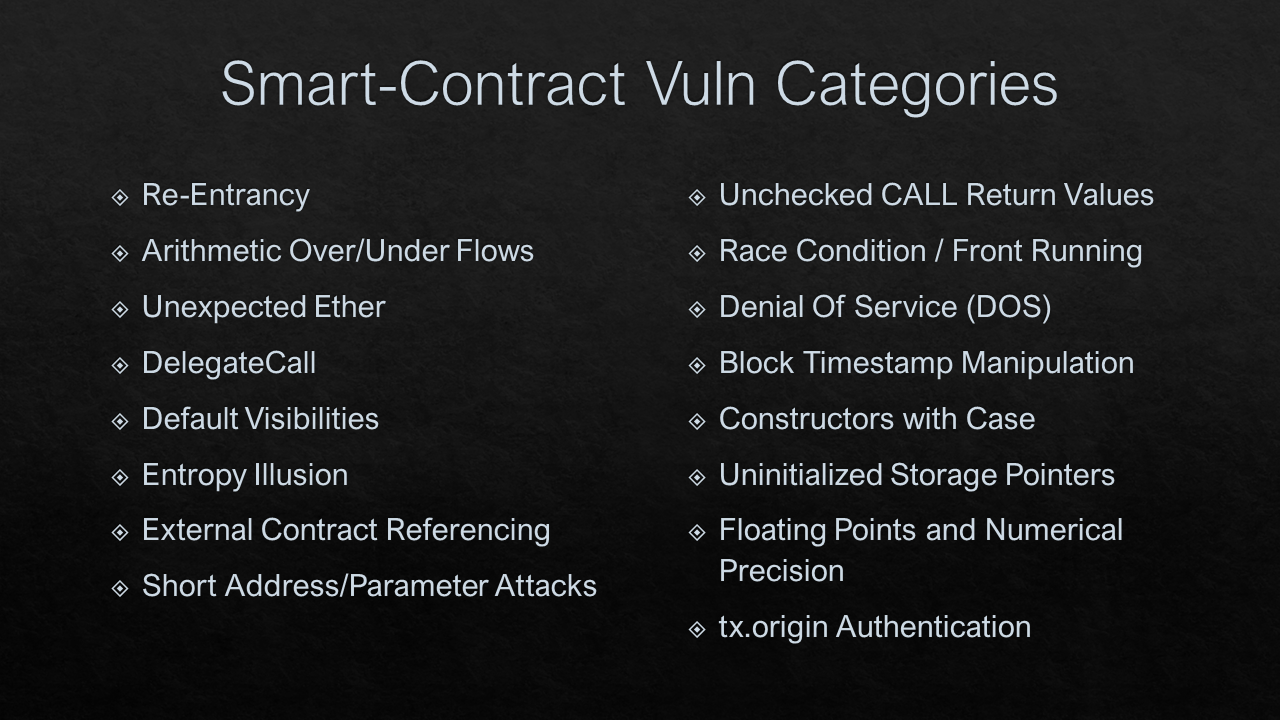 Smart-Contract Vuln Categories
Re-Entrancy
Arithmetic Over/Under Flows
Unexpected Ether
DelegateCall
Default Visibilities
Entropy Illusion
External Contract Referencing
Short Address/Parameter Attacks
Unchecked CALL Return Values
Race Condition / Front Running
Denial Of Service (DOS)
Block Timestamp Manipulation
Constructors with Case
Uninitialized Storage Pointers
Floating Points and Numerical
Precision
tx.origin Authentication